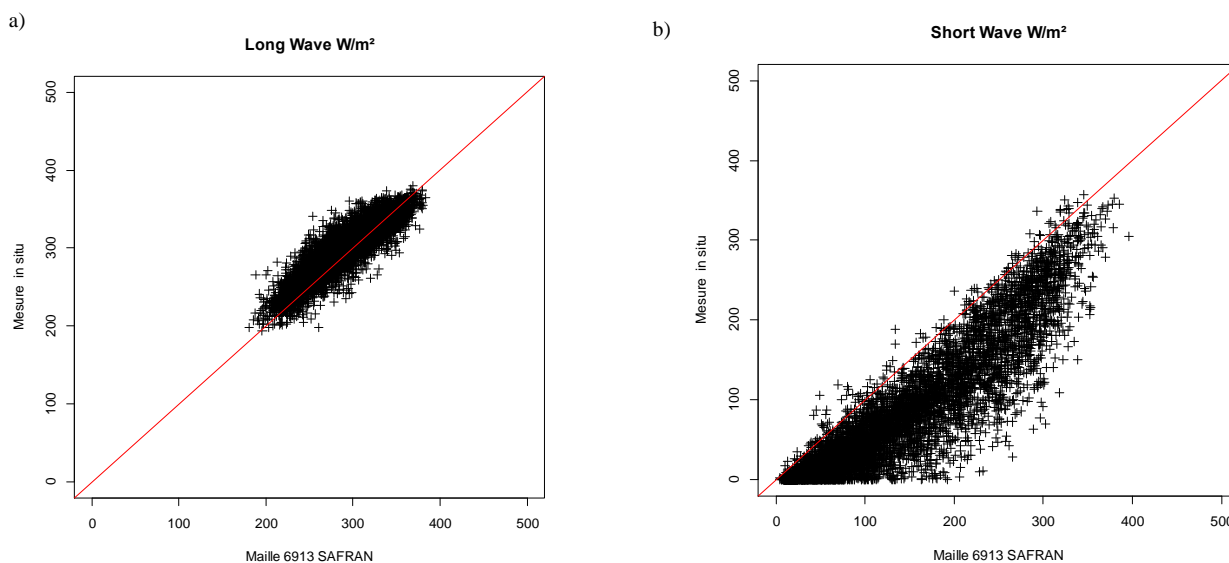 a)
Long Wave W/m²
500
400
300
200
100
0
Mesure in situ
0 100 200 300 400 500
Maille 6913 SAFRAN
b)
Short Wave W/m²
500
400
300
200
100
0
Mesure in situ
0 100 200 300 400 500
Maille 6913 SAFRAN